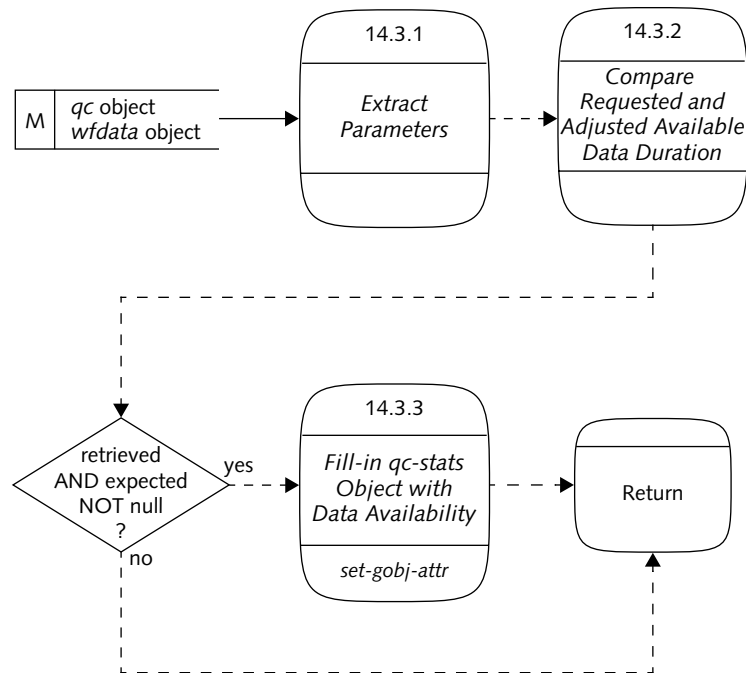 14.3.1
14.3.2
M
qc object
wfdata object
Extract
Parameters
Compare
Requested and
Adjusted Available
Data Duration
retrieved
AND expected
NOT null
?
yes
no
14.3.3
Fill-in qc-stats
Object with
Data Availability
set-gobj-attr
Return